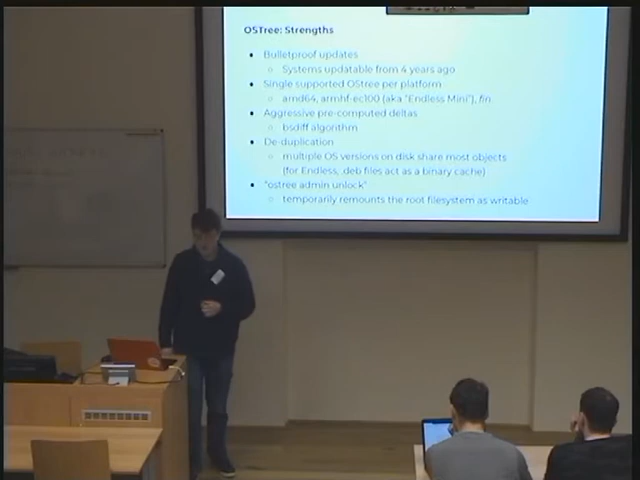 OSTree: Strengths
● Bulletproof updates
○ Systems updatable from 4 years ago
● Single supported OStree per platform
○ amd64, armhf-ec100 (aka "Endless Mini"), fin.
● Aggressive pre-computed deltas
○ bsdiff algorithm
● De-duplication
○ multiple OS versions on disk share most objects
(for Endless, .deb files act as a binary cache)
● "ostree admin unlock"
○ temporarily remounts the root filesystem as writable